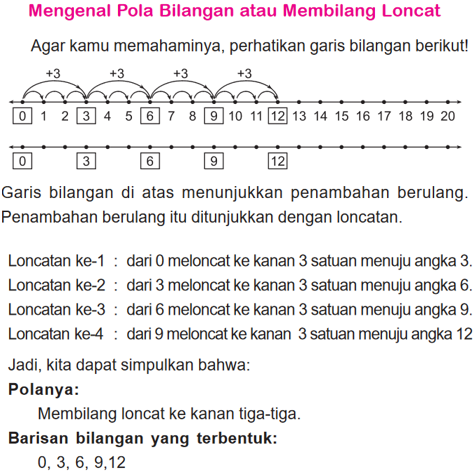 Mengenal Pola Bilangan atau Membilang Loncat
Agar kamu memahaminya, perhatikan garis bilangan berikut!
+3 +3 +3 +3
0 1 2 3 4 5 6 7 8 9 10 11 12 13 14 15 16 17 18 19 20
0 3 6 9 12
Garis bilangan di atas menunjukkan penambahan berulang.
Penambahan berulang itu ditunjukkan dengan loncatan.
Loncatan ke-1 : dari 0 meloncat ke kanan 3 satuan menuju angka 3.
Loncatan ke-2 : dari 3 meloncat ke kanan 3 satuan menuju angka 6.
Loncatan ke-3 : dari 6 meloncat ke kanan 3 satuan menuju angka 9.
Loncatan ke-4 : dari 9 meloncat ke kanan 3 satuan menuju angka 12
Jadi, kita dapat simpulkan bahwa:
Polanya:
Membilang loncat ke kanan tiga-tiga.
Barisan bilangan yang terbentuk:
0, 3, 6, 9,12